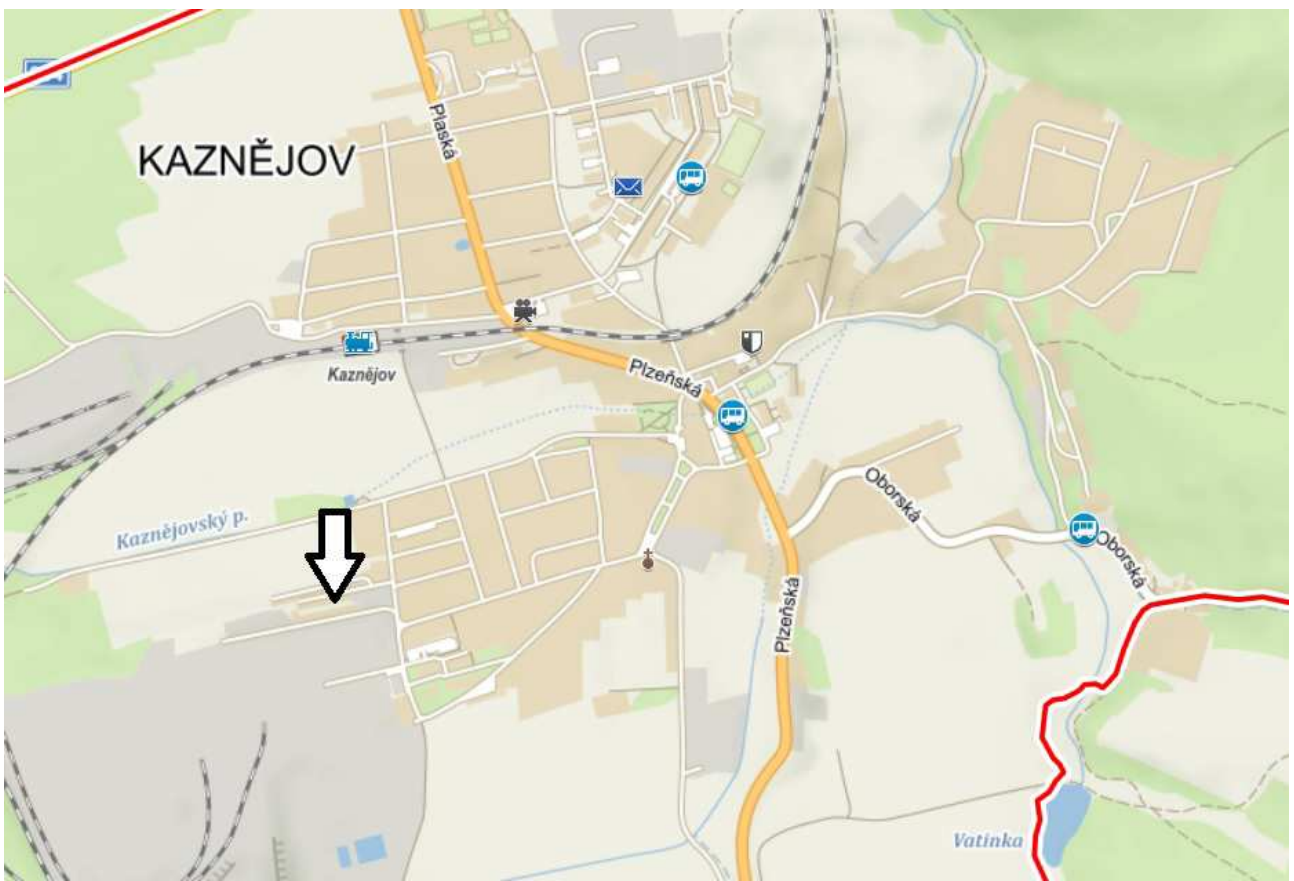 Plaská
KAZNĚJOV
Kaznějov
Plzeňská
Oborská
Kaznějovský p.
Oborská
Plzeňská
Vatinka